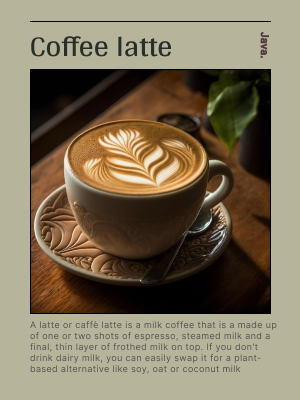 Coffee latte
Java.
A latte or caffè latte is a milk coffee that is a made up
of one or two shots of espresso, steamed milk and a
final, thin layer of frothed milk on top. If you don't
drink dairy milk, you can easily swap it for a plant-
based alternative like soy, oat or coconut milk